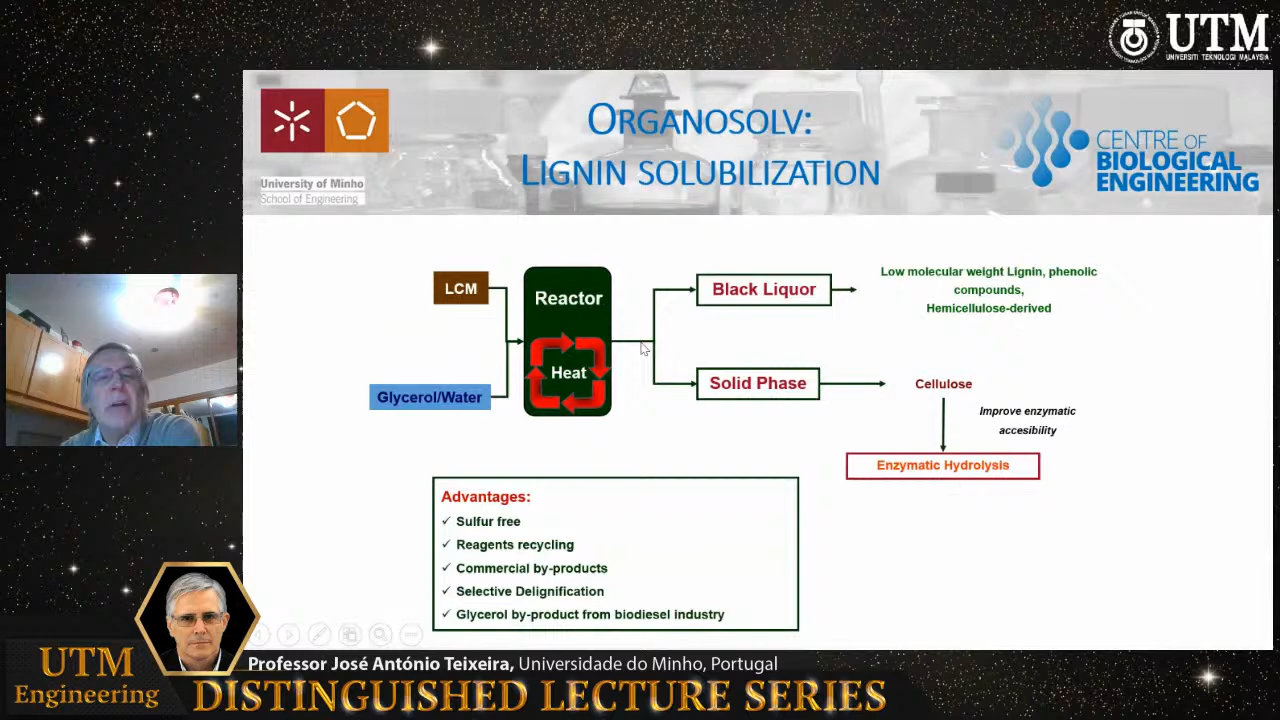 UTM
UNIVERSITI TEKNOLOGI MALAYSIA
ORGANOSOLV:
LIGNIN SOLUBILIZATION
University of Minho
School of Engineering
CENTRE OF
BIOLOGICAL
ENGINEERING
LCM
Glycerol/Water
Reactor
Heat
Black Liquor
Low molecular weight Lignin, phenolic
compounds,
Hemicellulose-derived
Solid Phase
Cellulose
Improve enzymatic
accesibility
Enzymatic Hydrolysis
Advantages:
✓ Sulfur free
✓ Reagents recycling
✓ Commercial by-products
✓ Selective Delignification
✓ Glycerol by-product from biodiesel industry
Professor José António Teixeira, Universidade do Minho, Portugal
UTM
Engineering
DISTINGUISHED LECTURE SERIES